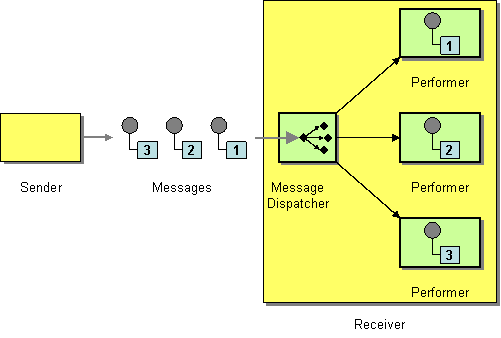 1
Performer
3
2
1
2
Sender
Messages
Message
Dispatcher
Performer
3
Performer
Receiver